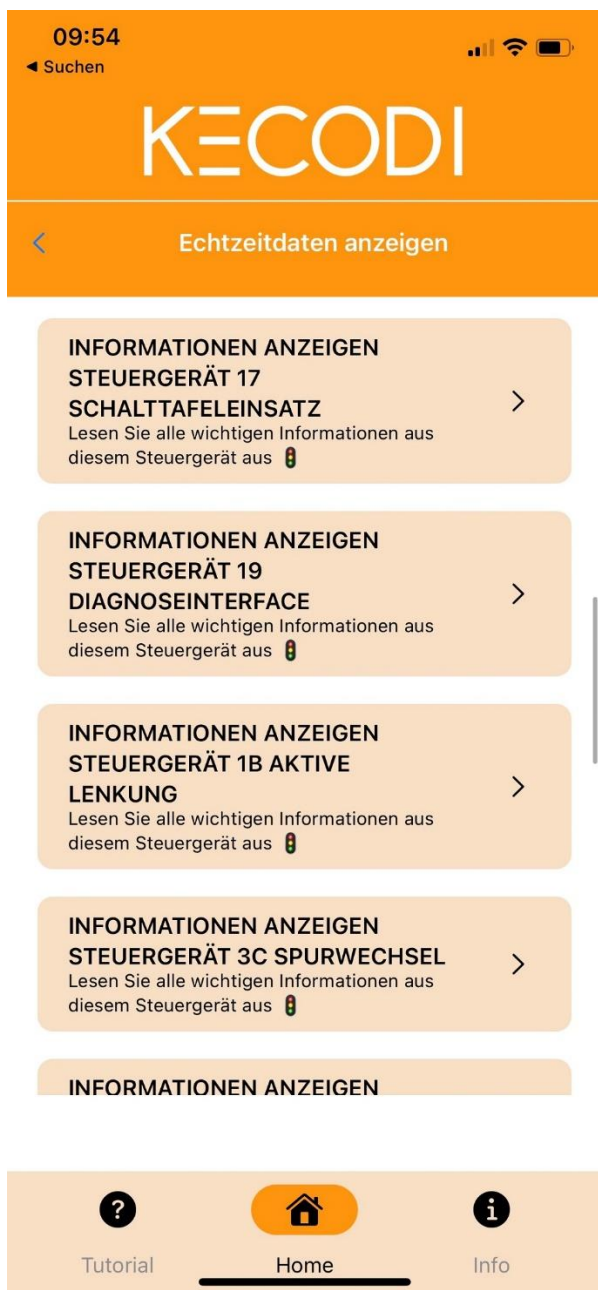 09:54
Suchen
KECODI
Echtzeitdaten anzeigen
INFORMATIONEN ANZEIGEN
STEUERGERÄT 17
SCHALTTAFELEINSATZ
Lesen Sie alle wichtigen Informationen aus
diesem Steuergerät aus
INFORMATIONEN ANZEIGEN
STEUERGERÄT 19
DIAGNOSEINTERFACE
Lesen Sie alle wichtigen Informationen aus
diesem Steuergerät aus
INFORMATIONEN ANZEIGEN
STEUERGERÄT 1B AKTIVE
LENKUNG
Lesen Sie alle wichtigen Informationen aus
diesem Steuergerät aus
INFORMATIONEN ANZEIGEN
STEUERGERÄT 3C SPURWECHSEL
Lesen Sie alle wichtigen Informationen aus
diesem Steuergerät aus
INFORMATIONEN ANZEIGEN
Tutorial Home Info